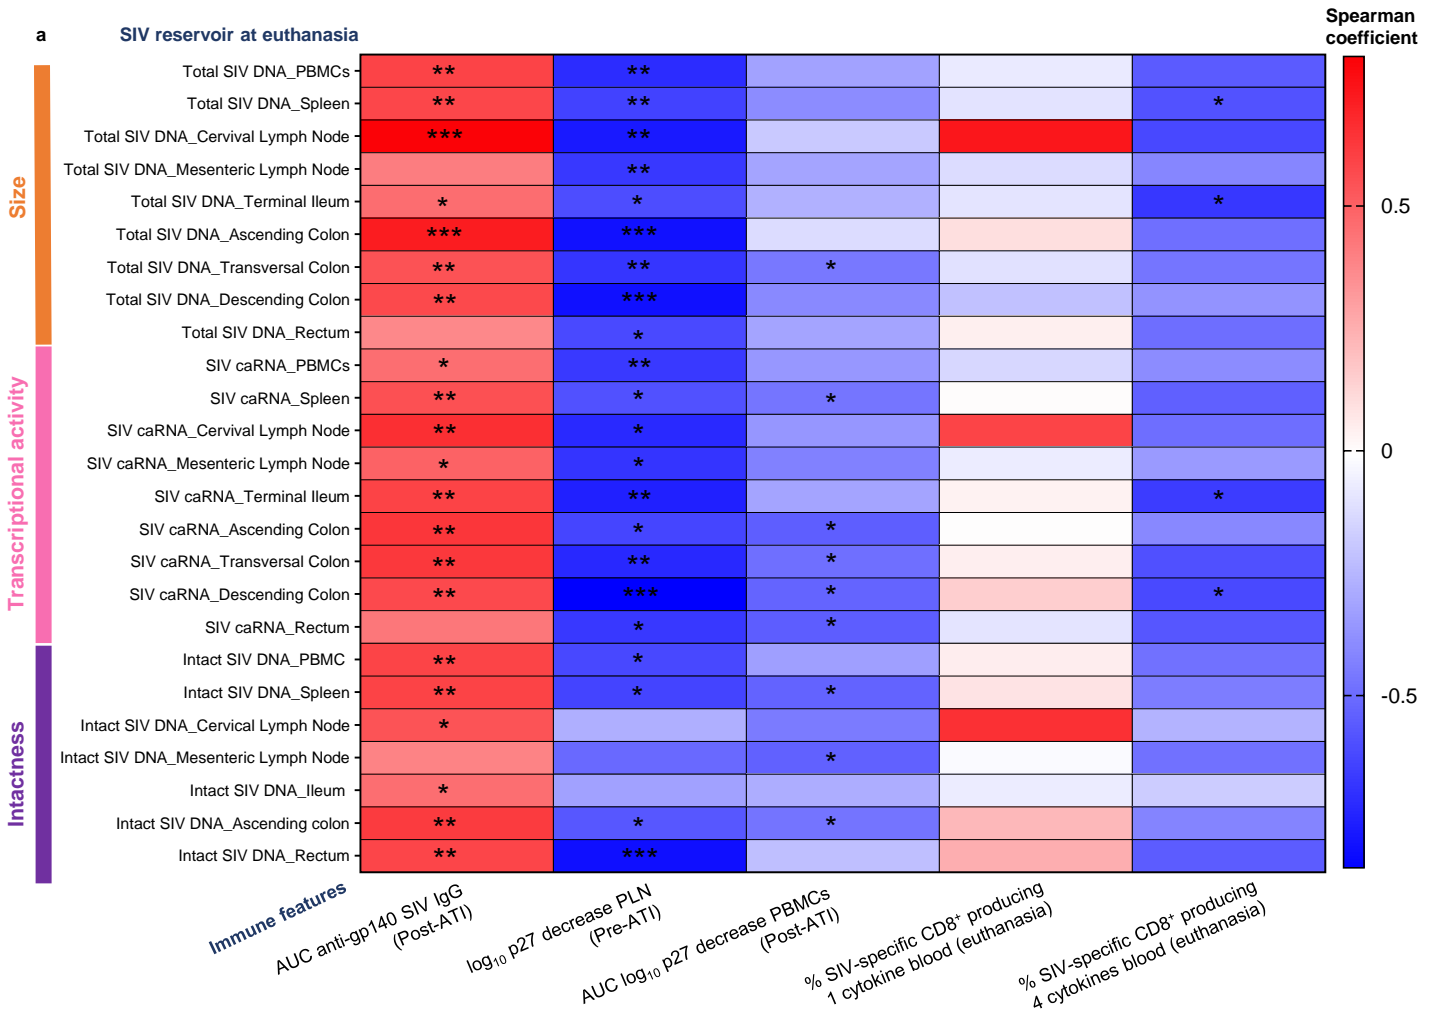 a
SIV reservoir at euthanasia
Spearman
coefficient
Size
Transcriptional activity
Intactness
Total SIV DNA_PBMCs ** **
Total SIV DNA_Spleen ** ** *
Total SIV DNA_Cervival Lymph Node *** **
Total SIV DNA_Mesenteric Lymph Node **
Total SIV DNA_Terminal Ileum * * *
Total SIV DNA_Ascending Colon *** ***
Total SIV DNA_Transversal Colon ** ** *
Total SIV DNA_Descending Colon ** ***
Total SIV DNA_Rectum *
SIV caRNA_PBMCs * **
SIV caRNA_Spleen ** * *
SIV caRNA_Cervival Lymph Node ** *
SIV caRNA_Mesenteric Lymph Node * *
SIV caRNA_Terminal Ileum ** ** *
SIV caRNA_Ascending Colon ** * *
SIV caRNA_Transversal Colon ** ** *
SIV caRNA_Descending Colon ** *** * *
SIV caRNA_Rectum * *
Intact SIV DNA_PBMC ** *
Intact SIV DNA_Spleen ** * *
Intact SIV DNA_Cervical Lymph Node *
Intact SIV DNA_Mesenteric Lymph Node *
Intact SIV DNA_Ileum *
Intact SIV DNA_Ascending colon ** * *
Intact SIV DNA_Rectum ** ***
0.5
0
-0.5
Immune features
AUC anti-gp140 SIV IgG
(Post-ATI)
log₁₀ p27 decrease PLN
(Pre-ATI)
AUC log₁₀ p27 decrease PBMCs
(Post-ATI)
% SIV-specific CD8⁺ producing
1 cytokine blood (euthanasia)
% SIV-specific CD8⁺ producing
4 cytokines blood (euthanasia)